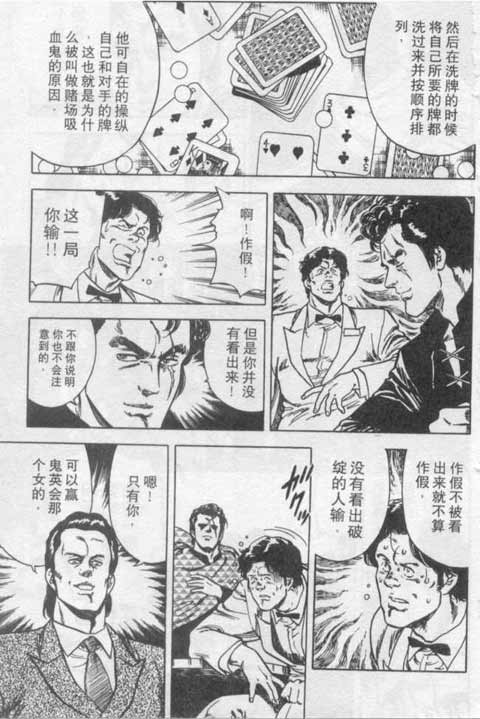 然后在洗牌的时候
将自己所要的牌都
洗过来并按顺序排
列．
他可自在的操纵
自己和对手的牌
．这也就是为什
么被叫做赌场吸
血鬼的原因．
啊！作假！
这一局
你输!!
但是你并没
有看出来！
不跟你说明
你也不会注
意到的．
作假不被看
出来就不算
作假．
没有看出破
绽的人输．
嗯！
只有你，
可以赢
鬼英会那
个女的．